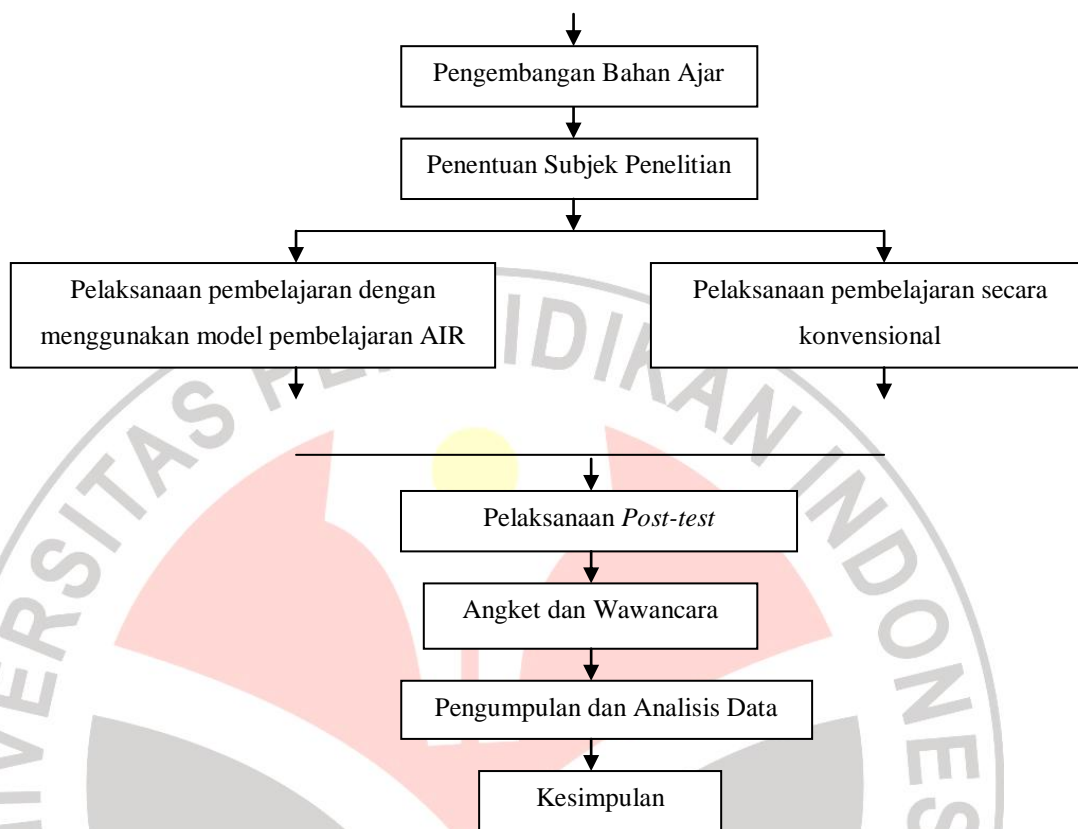 Pengembangan Bahan Ajar
Penentuan Subjek Penelitian
Pelaksanaan pembelajaran dengan
menggunakan model pembelajaran AIR
Pelaksanaan pembelajaran secara
konvensional
Pelaksanaan Post-test
Angket dan Wawancara
Pengumpulan dan Analisis Data
Kesimpulan